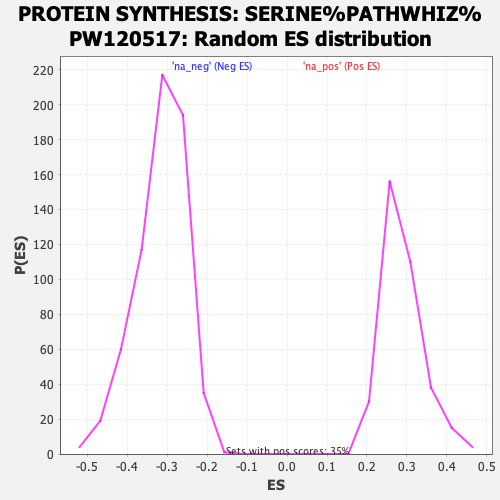 PROTEIN SYNTHESIS: SERINE%PATHWHIZ%
PW120517: Random ES distribution
'na_neg' (Neg ES) 'na_pos' (Pos ES)
220
200
180
160
140
120
100
80
60
40
20
0
P(ES)
Sets with pos scores: 35%
-0.5 -0.4 -0.3 -0.2 -0.1 0.0 0.1 0.2 0.3 0.4 0.5
ES